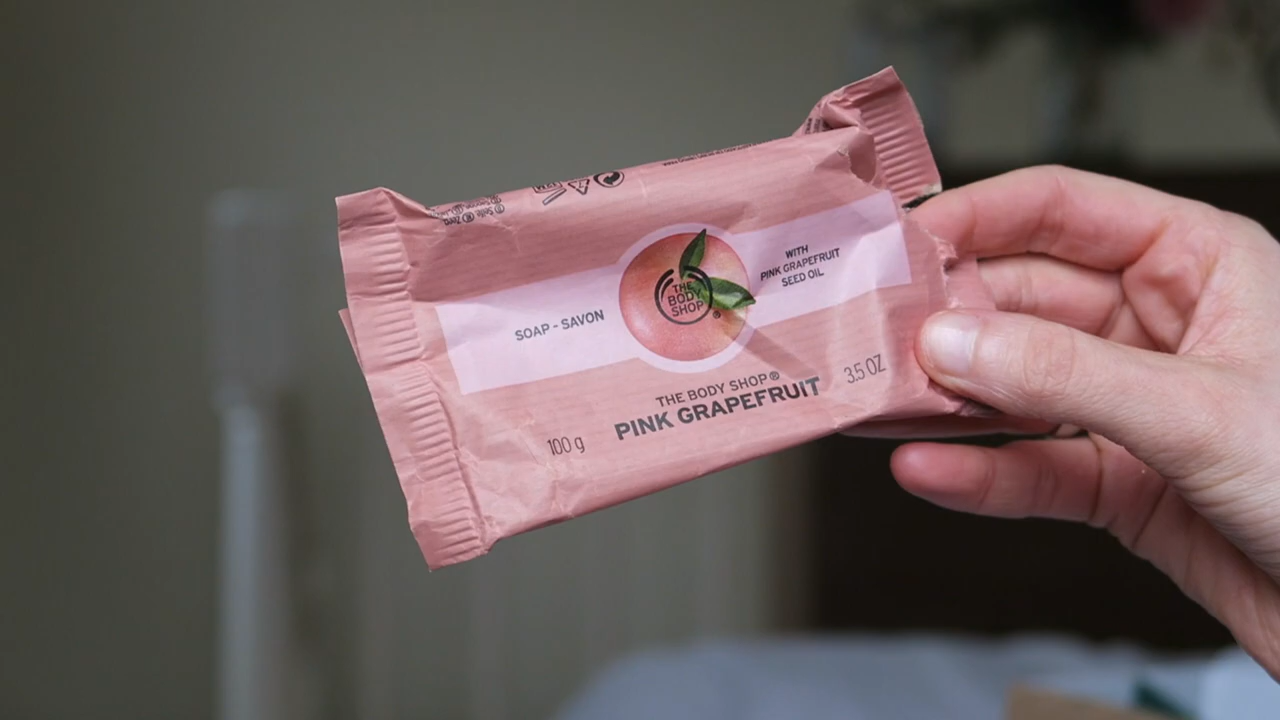 SOAP - SAVON
THE
BODY
SHOP
®
WITH
PINK GRAPEFRUIT
SEED OIL
THE BODY SHOP®
PINK GRAPEFRUIT
100 g
3.5 OZ